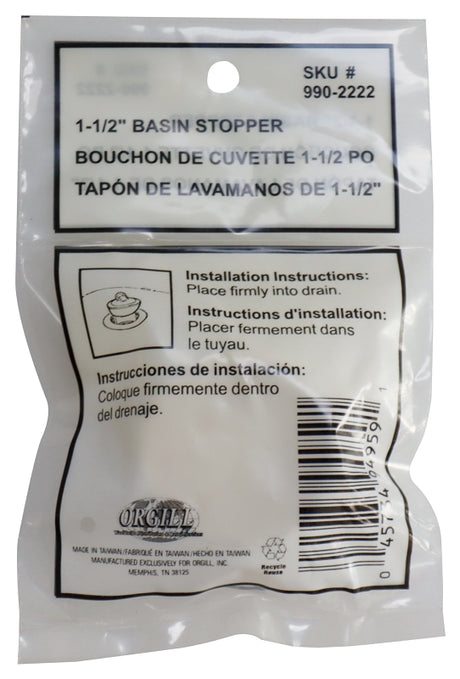 SKU #
990-2222
1-1/2" BASIN STOPPER
BOUCHON DE CUVETTE 1-1/2 PO
TAPÓN DE LAVAMANOS DE 1-1/2"
Installation Instructions:
Place firmly into drain.
Instructions d'installation:
Placer fermement dans
le tuyau.
Instrucciones de instalación:
Coloque firmemente dentro
del drenaje.
ORGILL
MADE IN TAIWAN/FABRIQUÉ EN TAIWAN/HECHO EN TAIWAN
MANUFACTURED EXCLUSIVELY FOR ORGILL, INC.
MEMPHIS, TN 38125
Recycle
Reuse
0 45734 04959 1